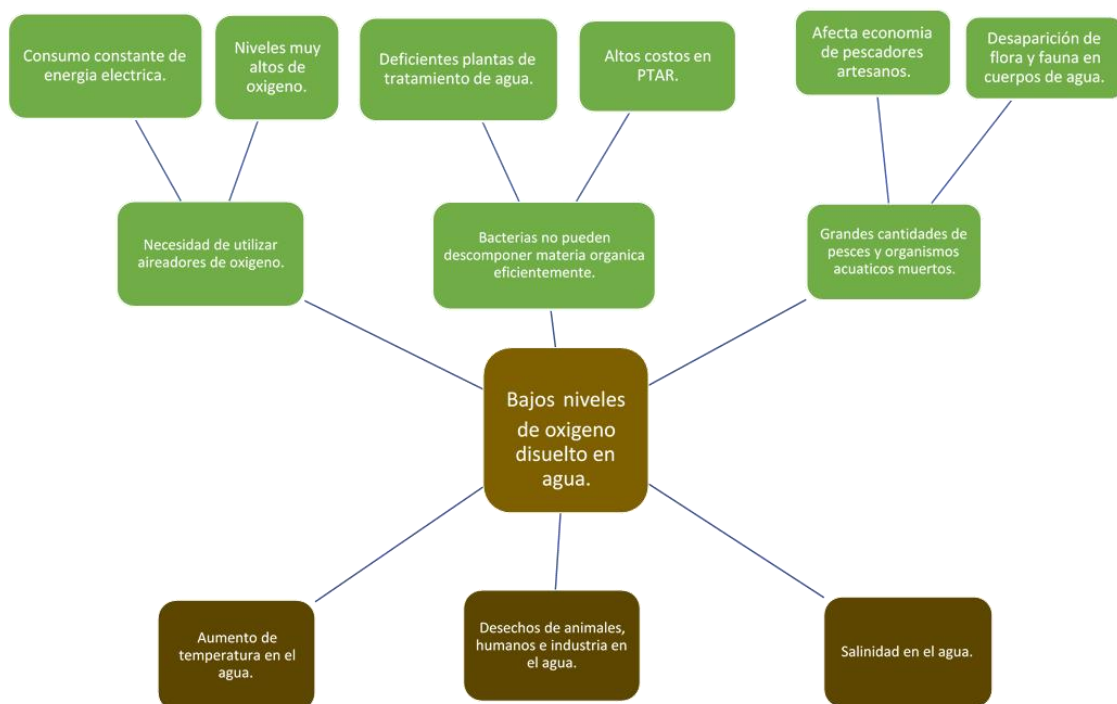 Consumo constante de
energia electrica.
Niveles muy
altos de
oxigeno.
Deficientes plantas de
tratamiento de agua.
Altos costos en
PTAR.
Afecta economia
de pescadores
artesanos.
Desaparición de
flora y fauna en
cuerpos de agua.
Necesidad de utilizar
aireadores de oxigeno.
Bacterias no pueden
descomponer materia organica
eficientemente.
Grandes cantidades de
pesces y organismos
acuaticos muertos.
Bajos niveles
de oxigeno
disuelto en
agua.
Aumento de
temperatura en el
agua.
Desechos de animales,
humanos e industria en
el agua.
Salinidad en el agua.